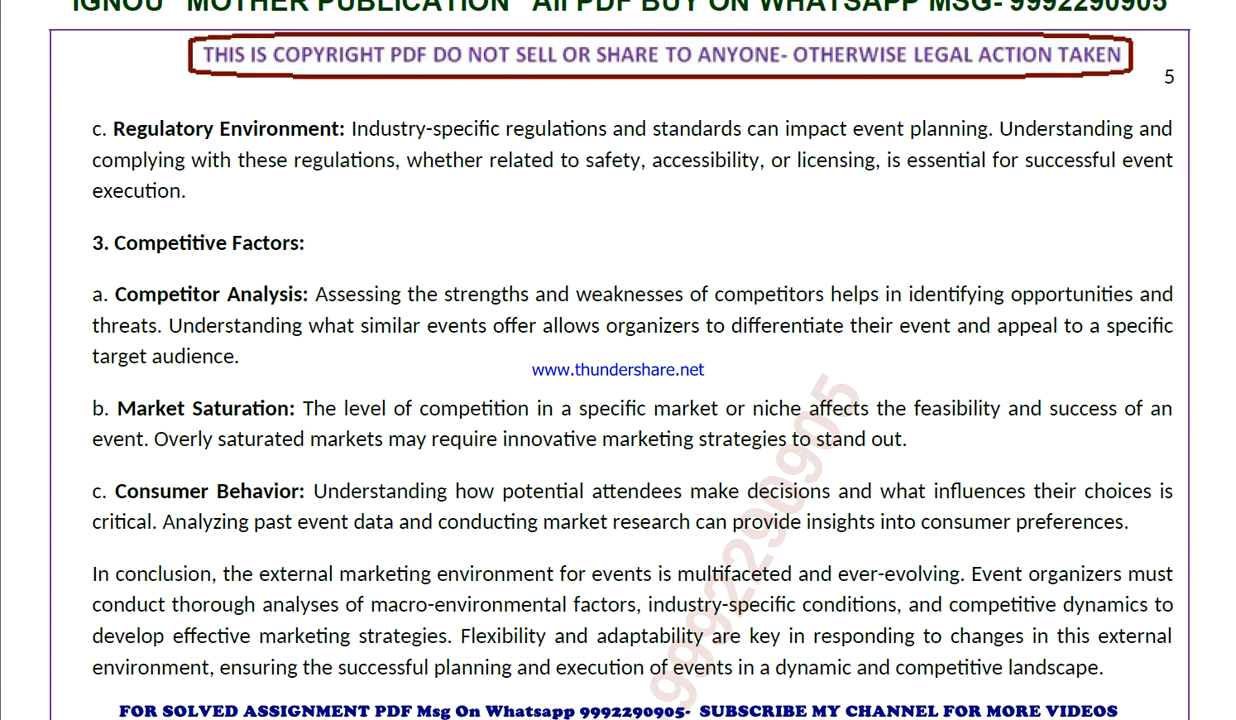 IGNOU "MOTHER PUBLICATION" All PDF BUY ON WHATSAPP MSG- 9992290905
THIS IS COPYRIGHT PDF DO NOT SELL OR SHARE TO ANYONE- OTHERWISE LEGAL ACTION TAKEN
5
c. Regulatory Environment: Industry-specific regulations and standards can impact event planning. Understanding and
complying with these regulations, whether related to safety, accessibility, or licensing, is essential for successful event
execution.
3. Competitive Factors:
a. Competitor Analysis: Assessing the strengths and weaknesses of competitors helps in identifying opportunities and
threats. Understanding what similar events offer allows organizers to differentiate their event and appeal to a specific
target audience.
www.thundershare.net
b. Market Saturation: The level of competition in a specific market or niche affects the feasibility and success of an
event. Overly saturated markets may require innovative marketing strategies to stand out.
c. Consumer Behavior: Understanding how potential attendees make decisions and what influences their choices is
critical. Analyzing past event data and conducting market research can provide insights into consumer preferences.
In conclusion, the external marketing environment for events is multifaceted and ever-evolving. Event organizers must
conduct thorough analyses of macro-environmental factors, industry-specific conditions, and competitive dynamics to
develop effective marketing strategies. Flexibility and adaptability are key in responding to changes in this external
environment, ensuring the successful planning and execution of events in a dynamic and competitive landscape.
9992290905
FOR SOLVED ASSIGNMENT PDF Msg On Whatsapp 9992290905- SUBSCRIBE MY CHANNEL FOR MORE VIDEOS